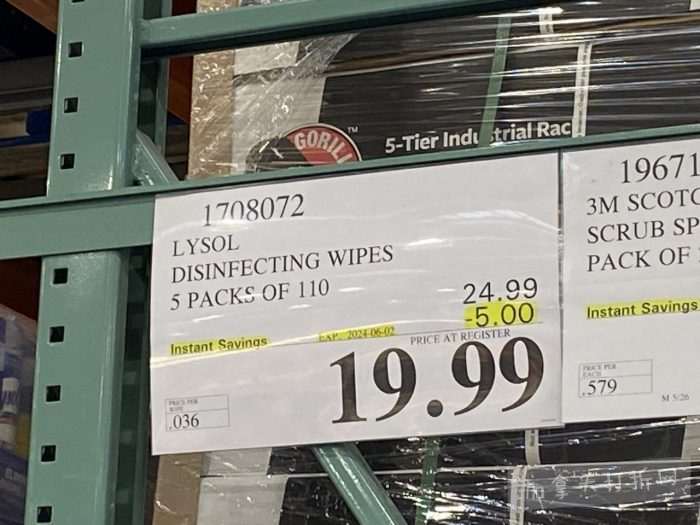 GORILL
™
5-Tier Industrial Rac
1708072
LYSOL
DISINFECTING WIPES
5 PACKS OF 110
24.99
-5.00
Instant Savings
EXP. 2024-06-02
PRICE AT REGISTER
19.99
PRICE PER
WIPE
.036
19671
3M SCOTC
SCRUB SP
PACK OF
Instant Savings
PRICE PER
EACH
.579
M 5/26